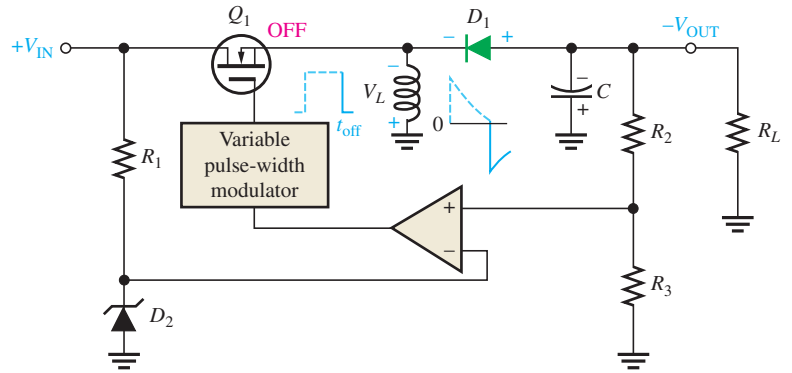 Q1
OFF
D1
+VIN
− +
−VOUT
−
VL
+
toff
0
−
C
+
R1
Variable
pulse-width
modulator
R2
RL
+
−
R3
D2